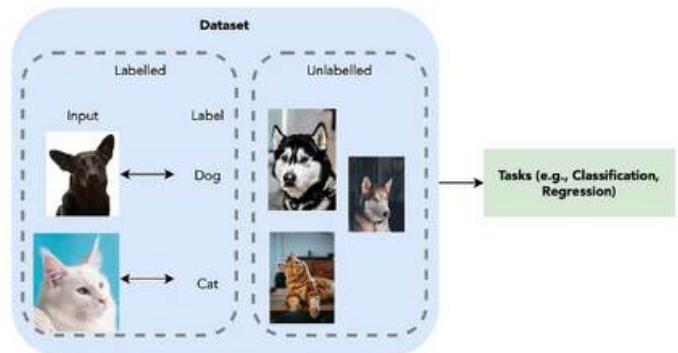 Dataset
Labelled
Unlabelled
Input
Label
Dog
Cat
Tasks (e.g., Classification,
Regression)